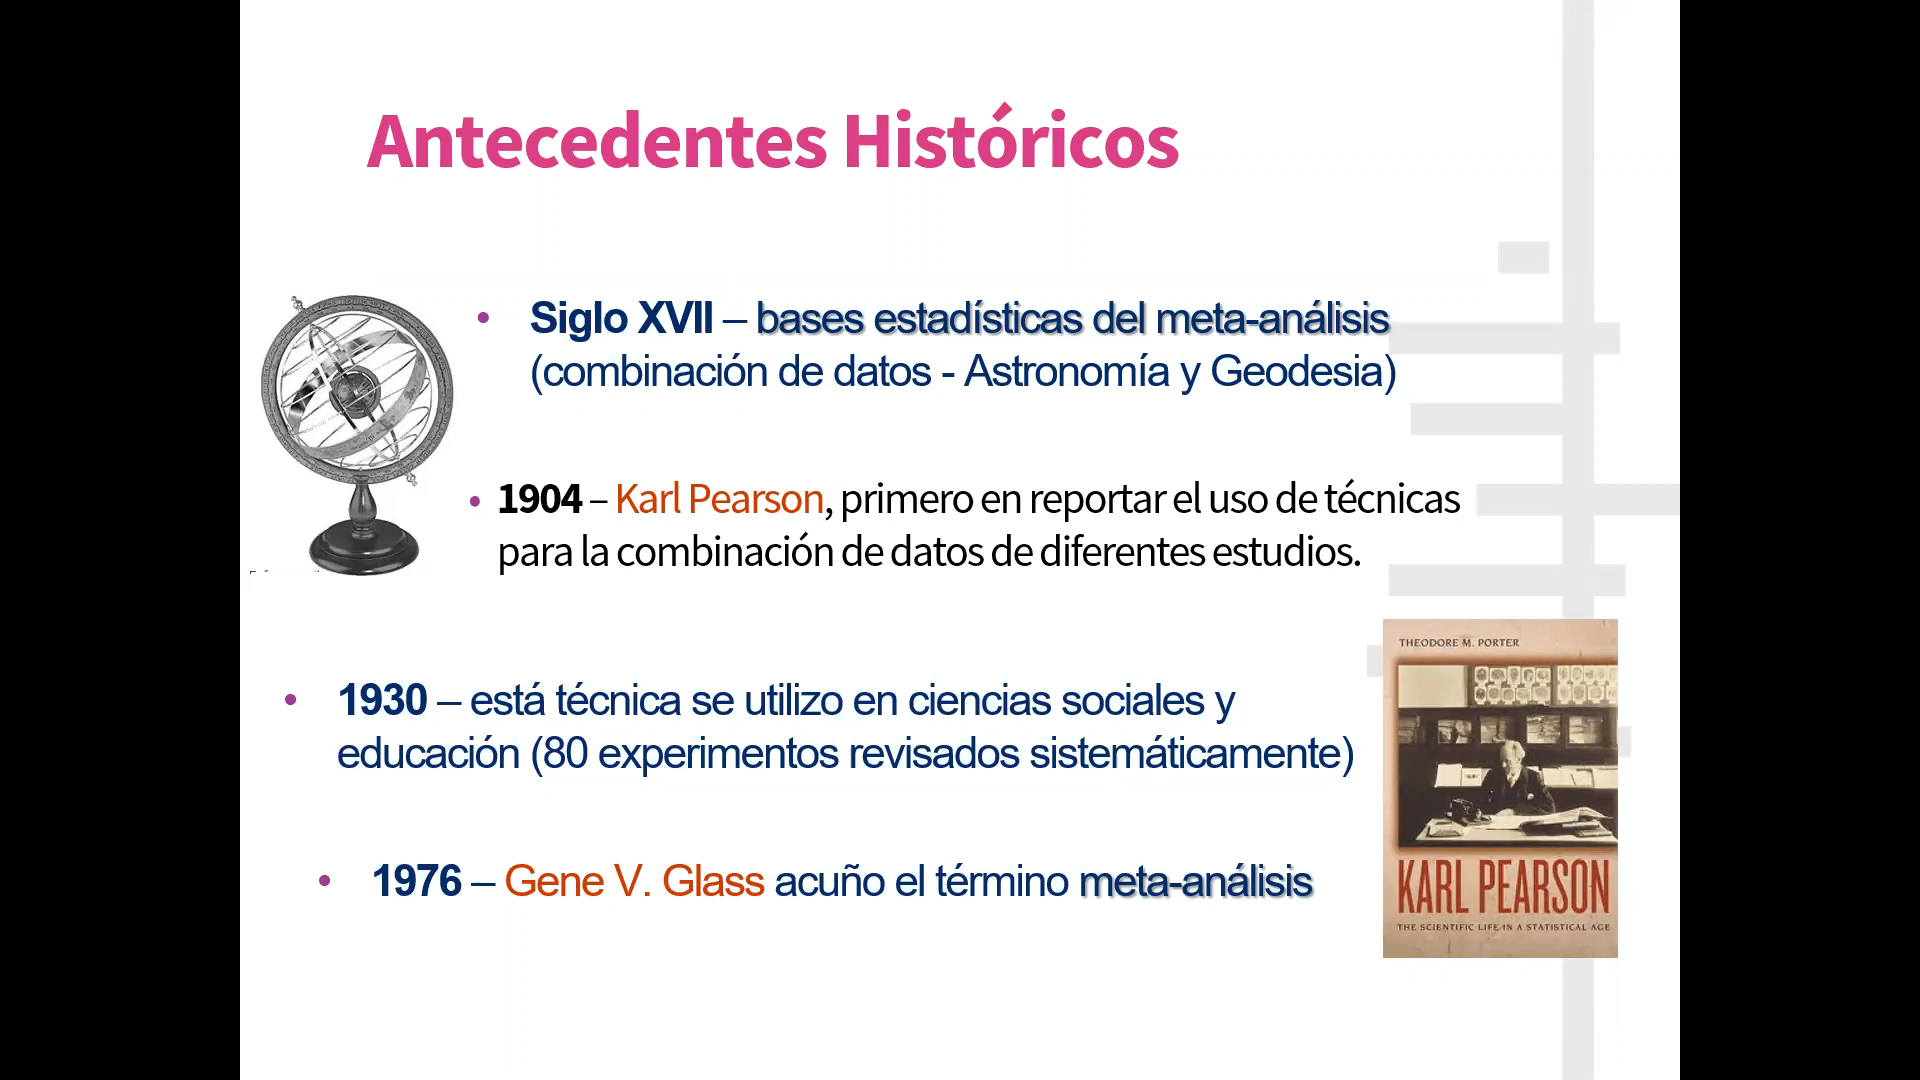 Antecedentes Históricos
• Siglo XVII – bases estadísticas del meta-análisis
(combinación de datos - Astronomía y Geodesia)
• 1904 – Karl Pearson, primero en reportar el uso de técnicas
para la combinación de datos de diferentes estudios.
• 1930 – está técnica se utilizo en ciencias sociales y
educación (80 experimentos revisados sistemáticamente)
• 1976 – Gene V. Glass acuño el término meta-análisis
THEODORE M. PORTER
KARL PEARSON
THE SCIENTIFIC LIFE IN A STATISTICAL AGE